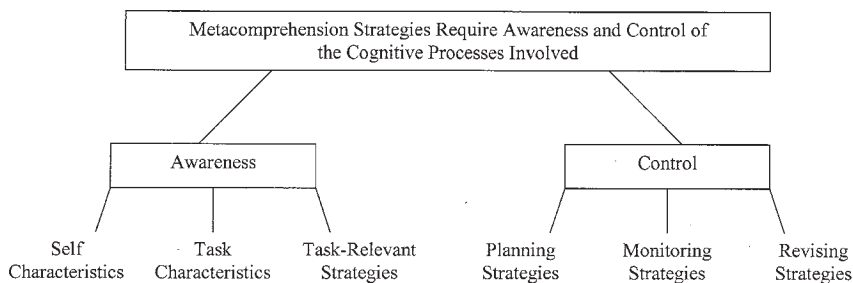 Metacomprehension Strategies Require Awareness and Control of
the Cognitive Processes Involved
Awareness
Control
Self
Characteristics
Task
Characteristics
Task-Relevant
Strategies
Planning
Strategies
Monitoring
Strategies
Revising
Strategies